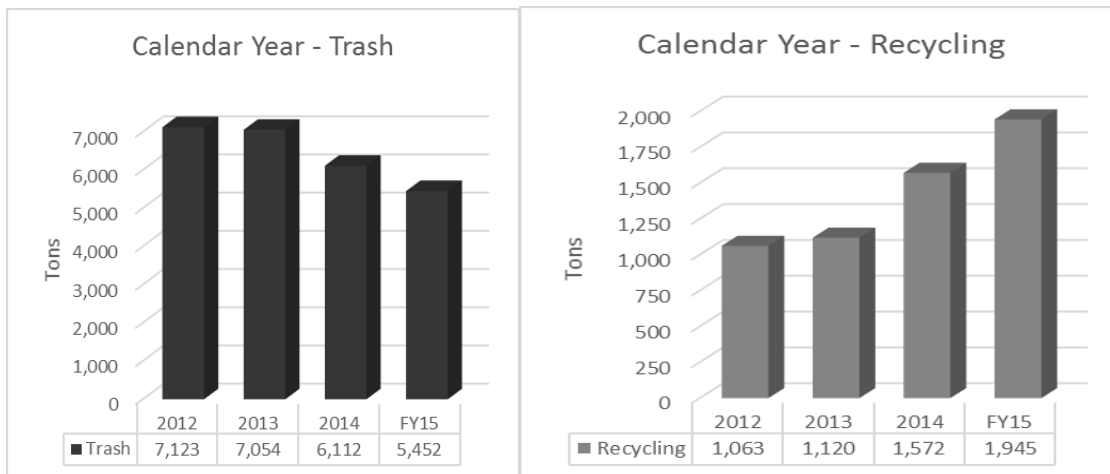 Calendar Year - Trash
7,000
6,000
5,000
4,000
3,000
2,000
1,000
0
Tons
2012 2013 2014 FY15
Trash 7,123 7,054 6,112 5,452
Calendar Year - Recycling
2,000
1,750
1,500
1,250
1,000
750
500
250
0
Tons
2012 2013 2014 FY15
Recycling 1,063 1,120 1,572 1,945